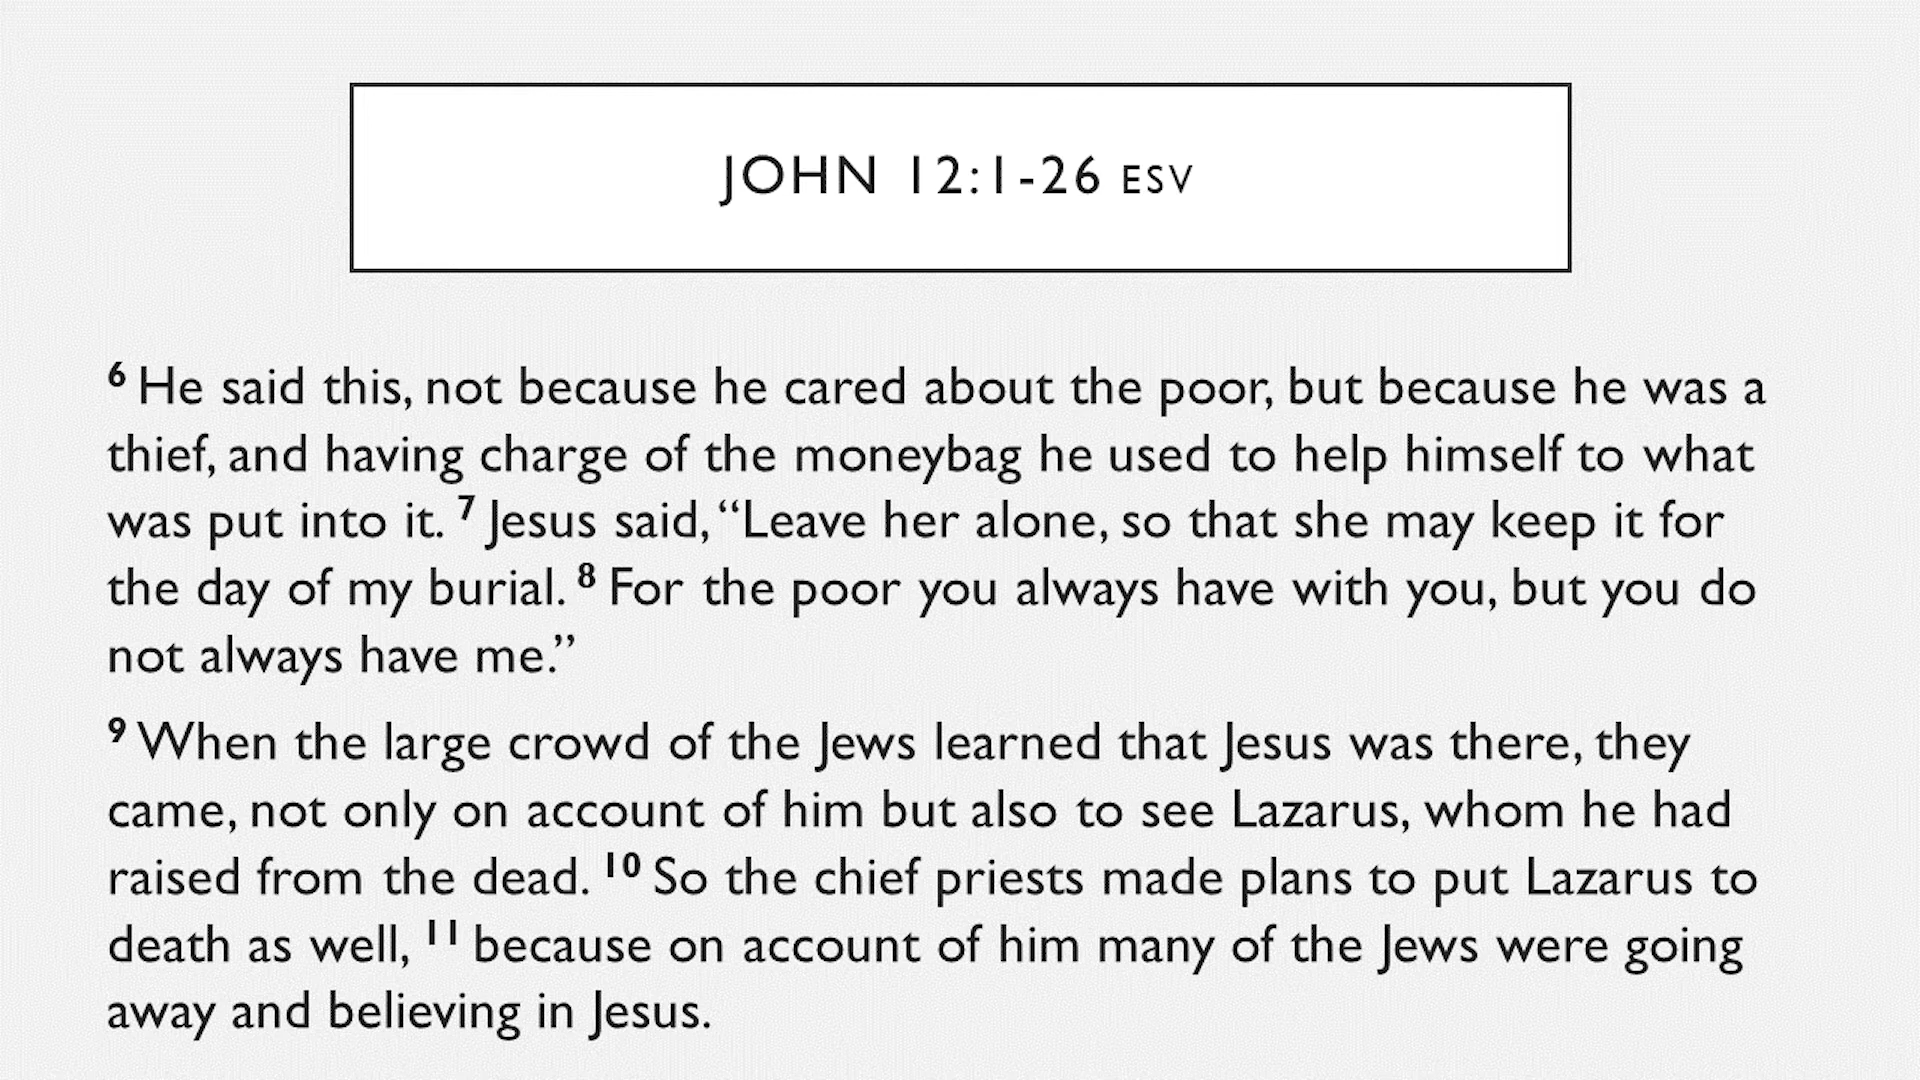 JOHN 12:1-26 ESV
6 He said this, not because he cared about the poor, but because he was a
thief, and having charge of the moneybag he used to help himself to what
was put into it. 7 Jesus said, “Leave her alone, so that she may keep it for
the day of my burial. 8 For the poor you always have with you, but you do
not always have me.”
9 When the large crowd of the Jews learned that Jesus was there, they
came, not only on account of him but also to see Lazarus, whom he had
raised from the dead. 10 So the chief priests made plans to put Lazarus to
death as well, 11 because on account of him many of the Jews were going
away and believing in Jesus.